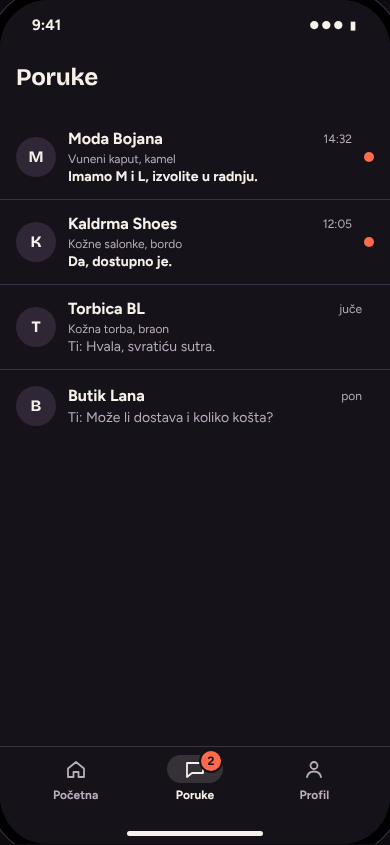 9:41
Poruke
M
Moda Bojana
14:32
Vuneni kaput, kamel
Imamo M i L, izvolite u radnju.
K
Kaldrma Shoes
12:05
Kožne salonke, bordo
Da, dostupno je.
T
Torbica BL
juče
Kožna torba, braon
Ti: Hvala, svratiću sutra.
B
Butik Lana
pon
Ti: Može li dostava i koliko košta?
2
Početna
Poruke
Profil